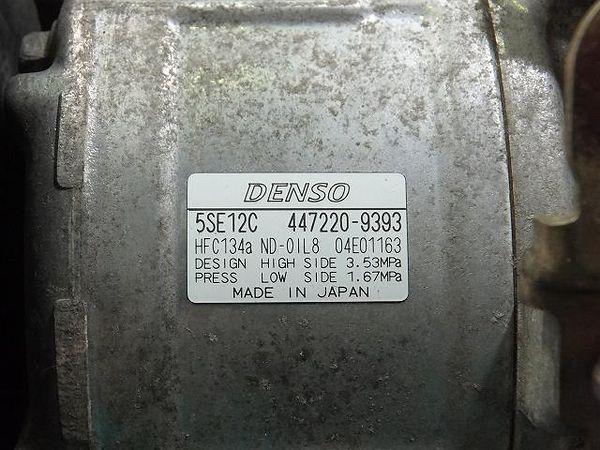 DENSO
5SE12C 447220-9393
HFC134a ND-OIL8 04E01163
DESIGN HIGH SIDE 3.53MPa
PRESS LOW SIDE 1.67MPa
MADE IN JAPAN